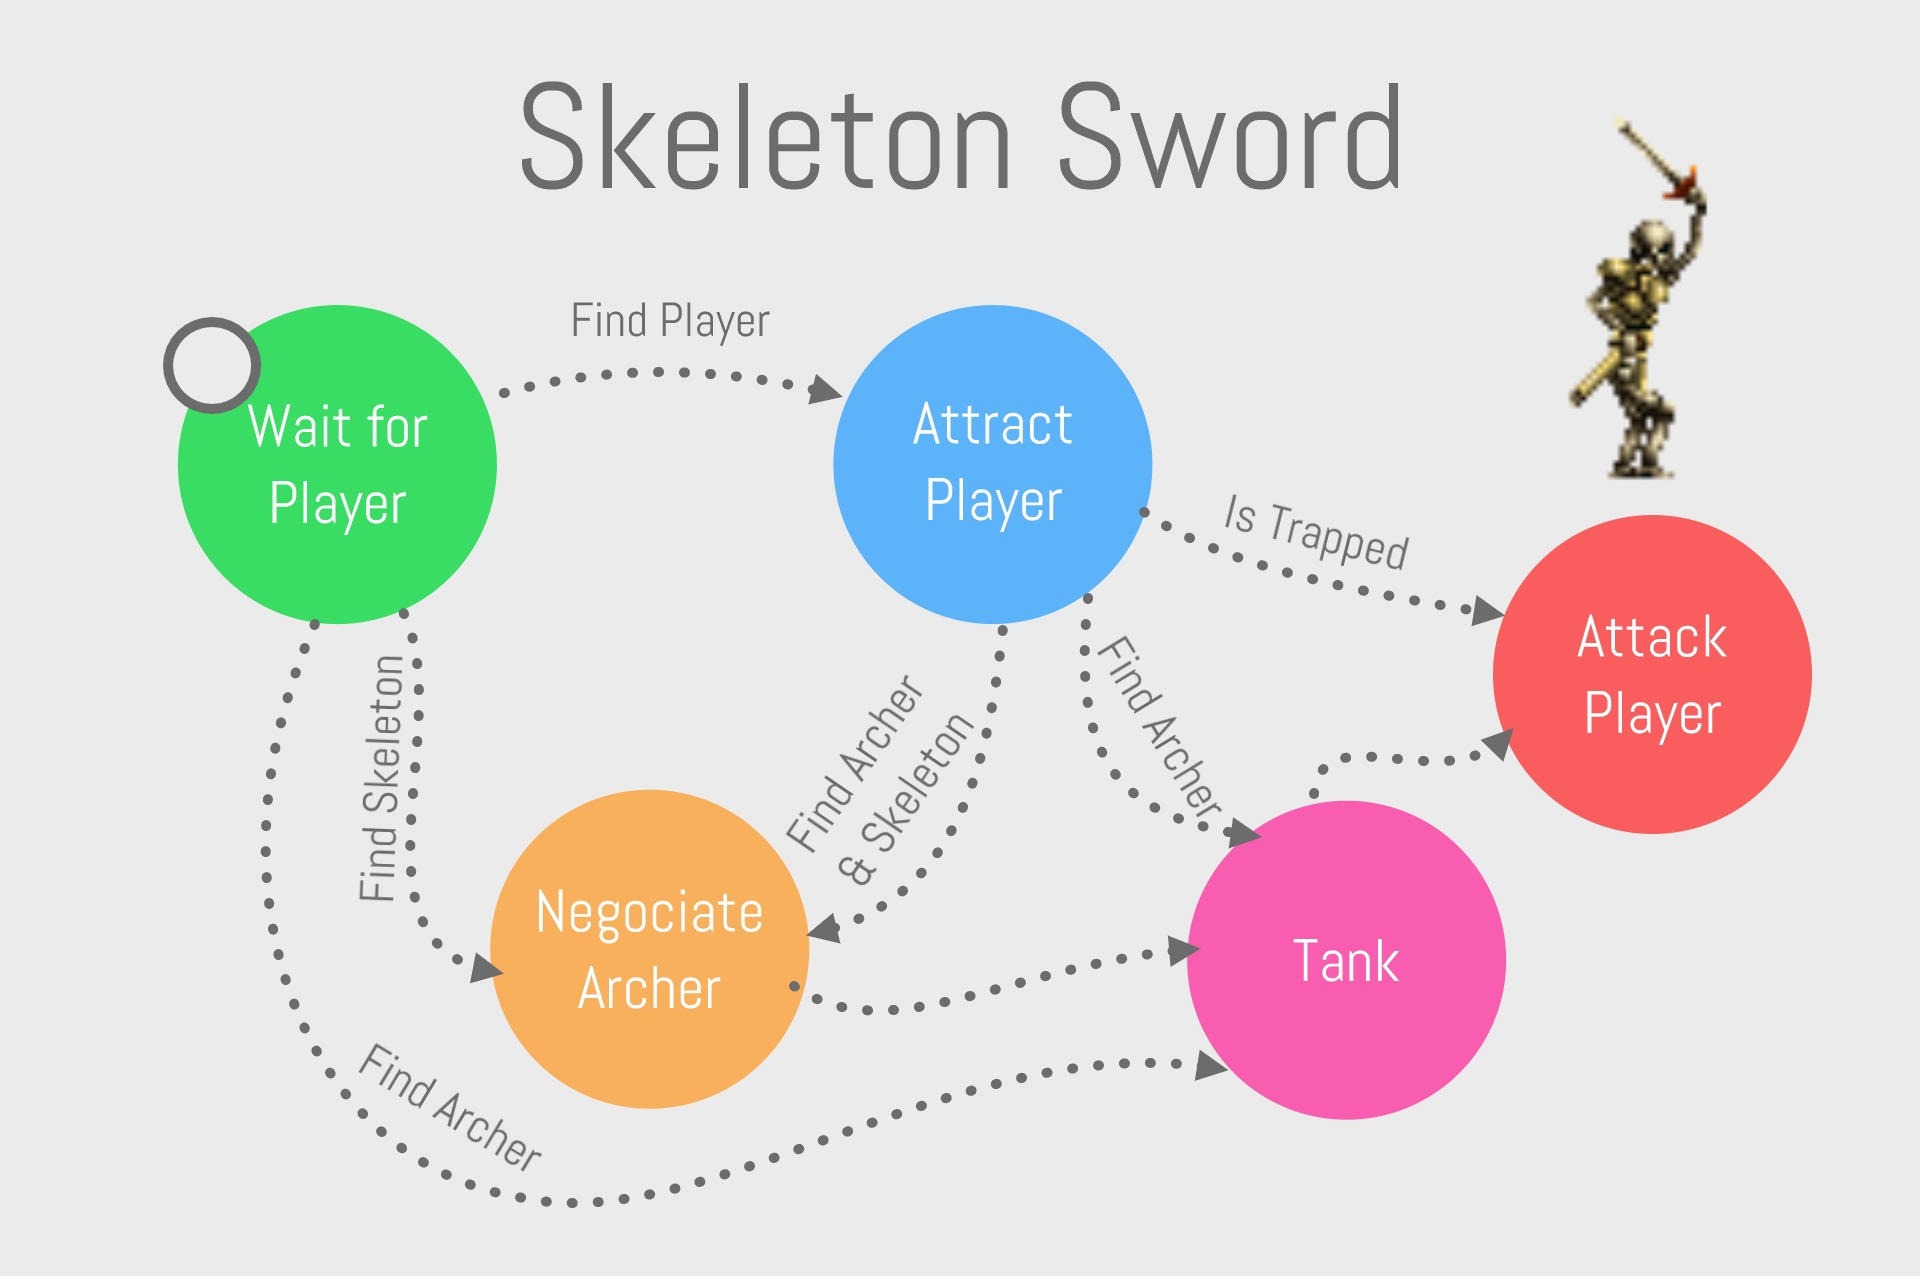 Skeleton Sword
Find Player
Wait for
Player
Attract
Player
Is Trapped
Attack
Player
Find Skeleton
Find Archer
& Skeleton
Find Archer
Negociate
Archer
Tank
Find Archer